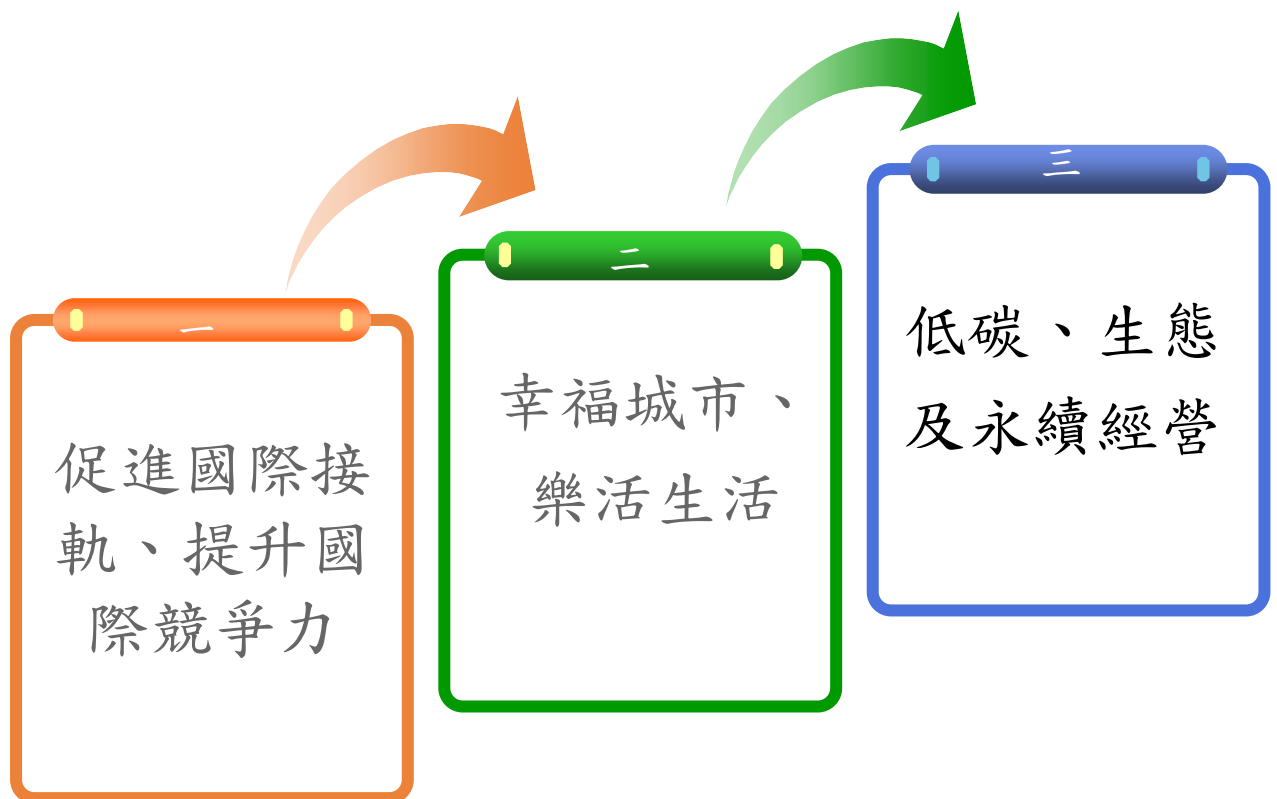 一
促進國際接
軌、提升國
際競爭力
二
幸福城市、
樂活生活
三
低碳、生態
及永續經營